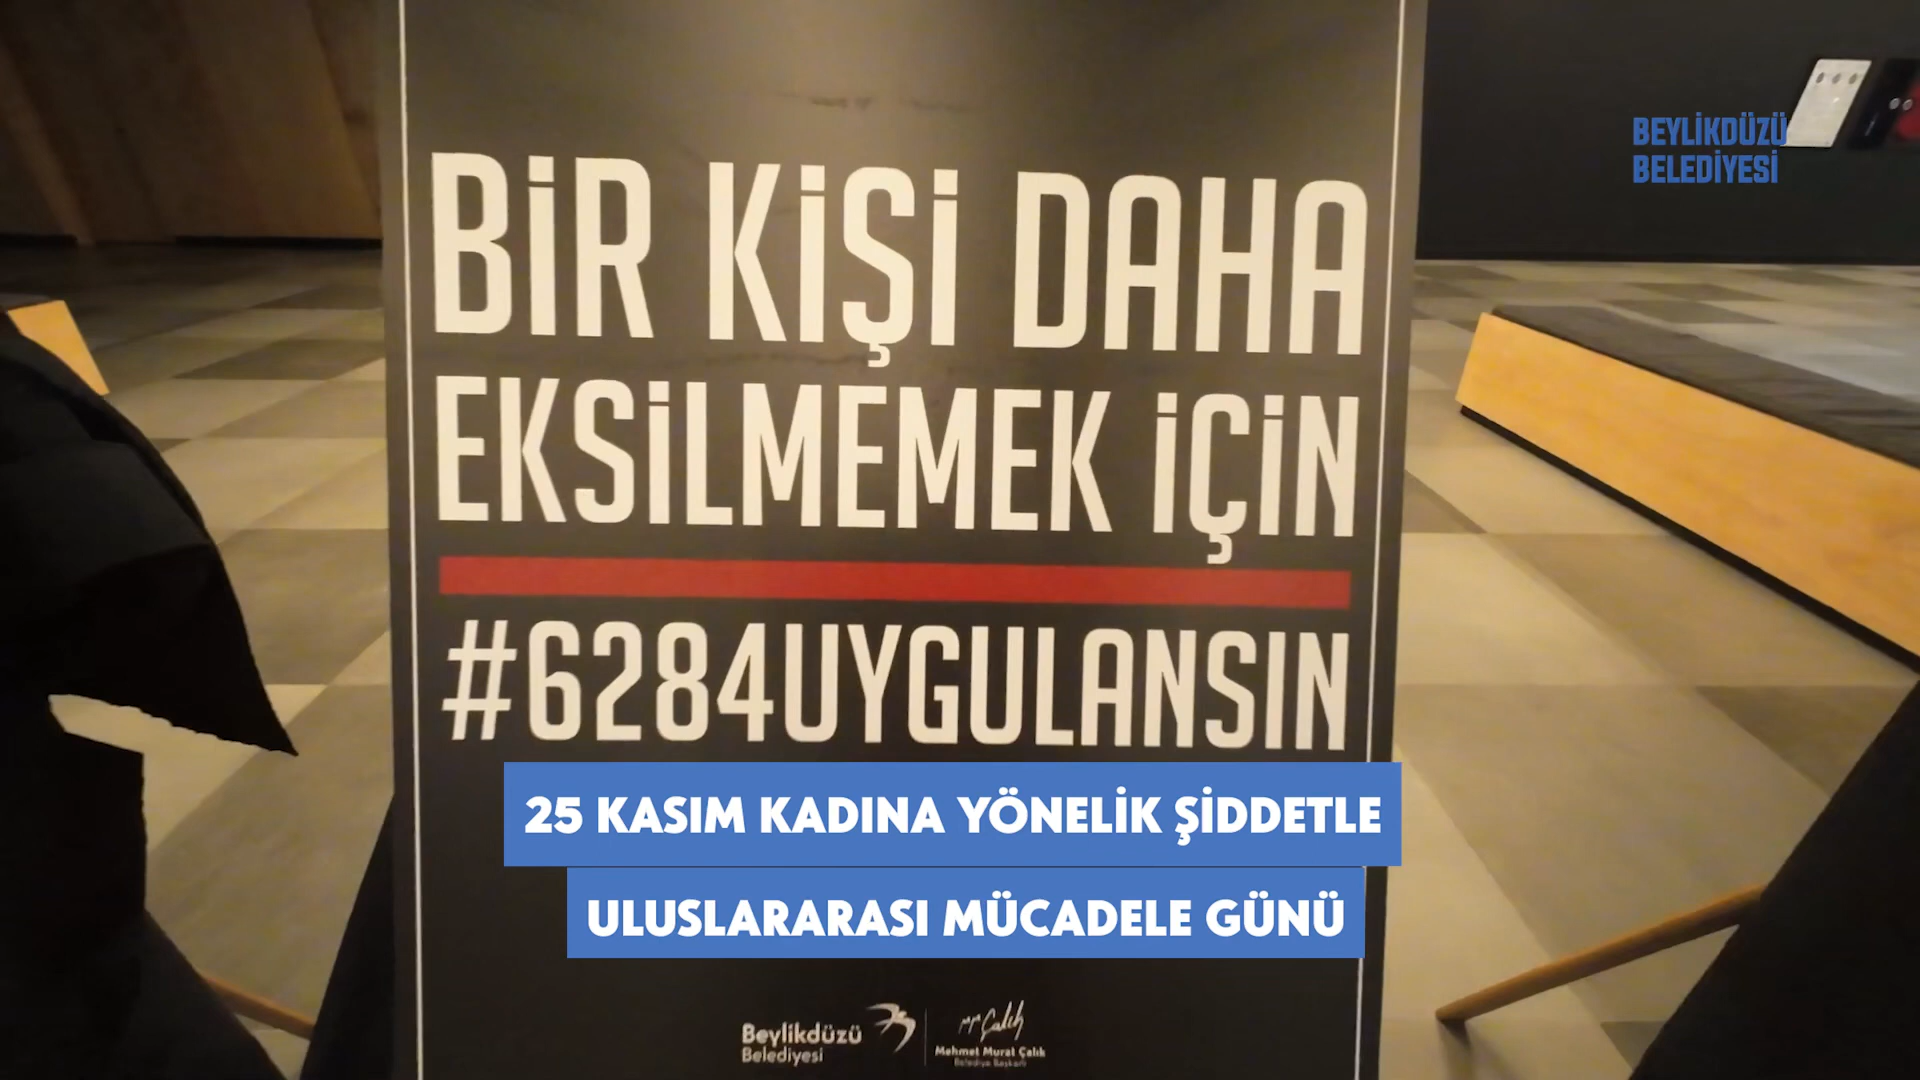 BEYLİKDÜZÜ
BELEDİYESİ
BİR KİŞİ DAHA
EKSİLMEMEK İÇİN
#6284UYGULANSIN
25 KASIM KADINA YÖNELİK ŞİDDETLE
ULUSLARARASI MÜCADELE GÜNÜ
Beylikdüzü
Belediyesi
Mehmet Murat Çalık
Belediye Başkanı